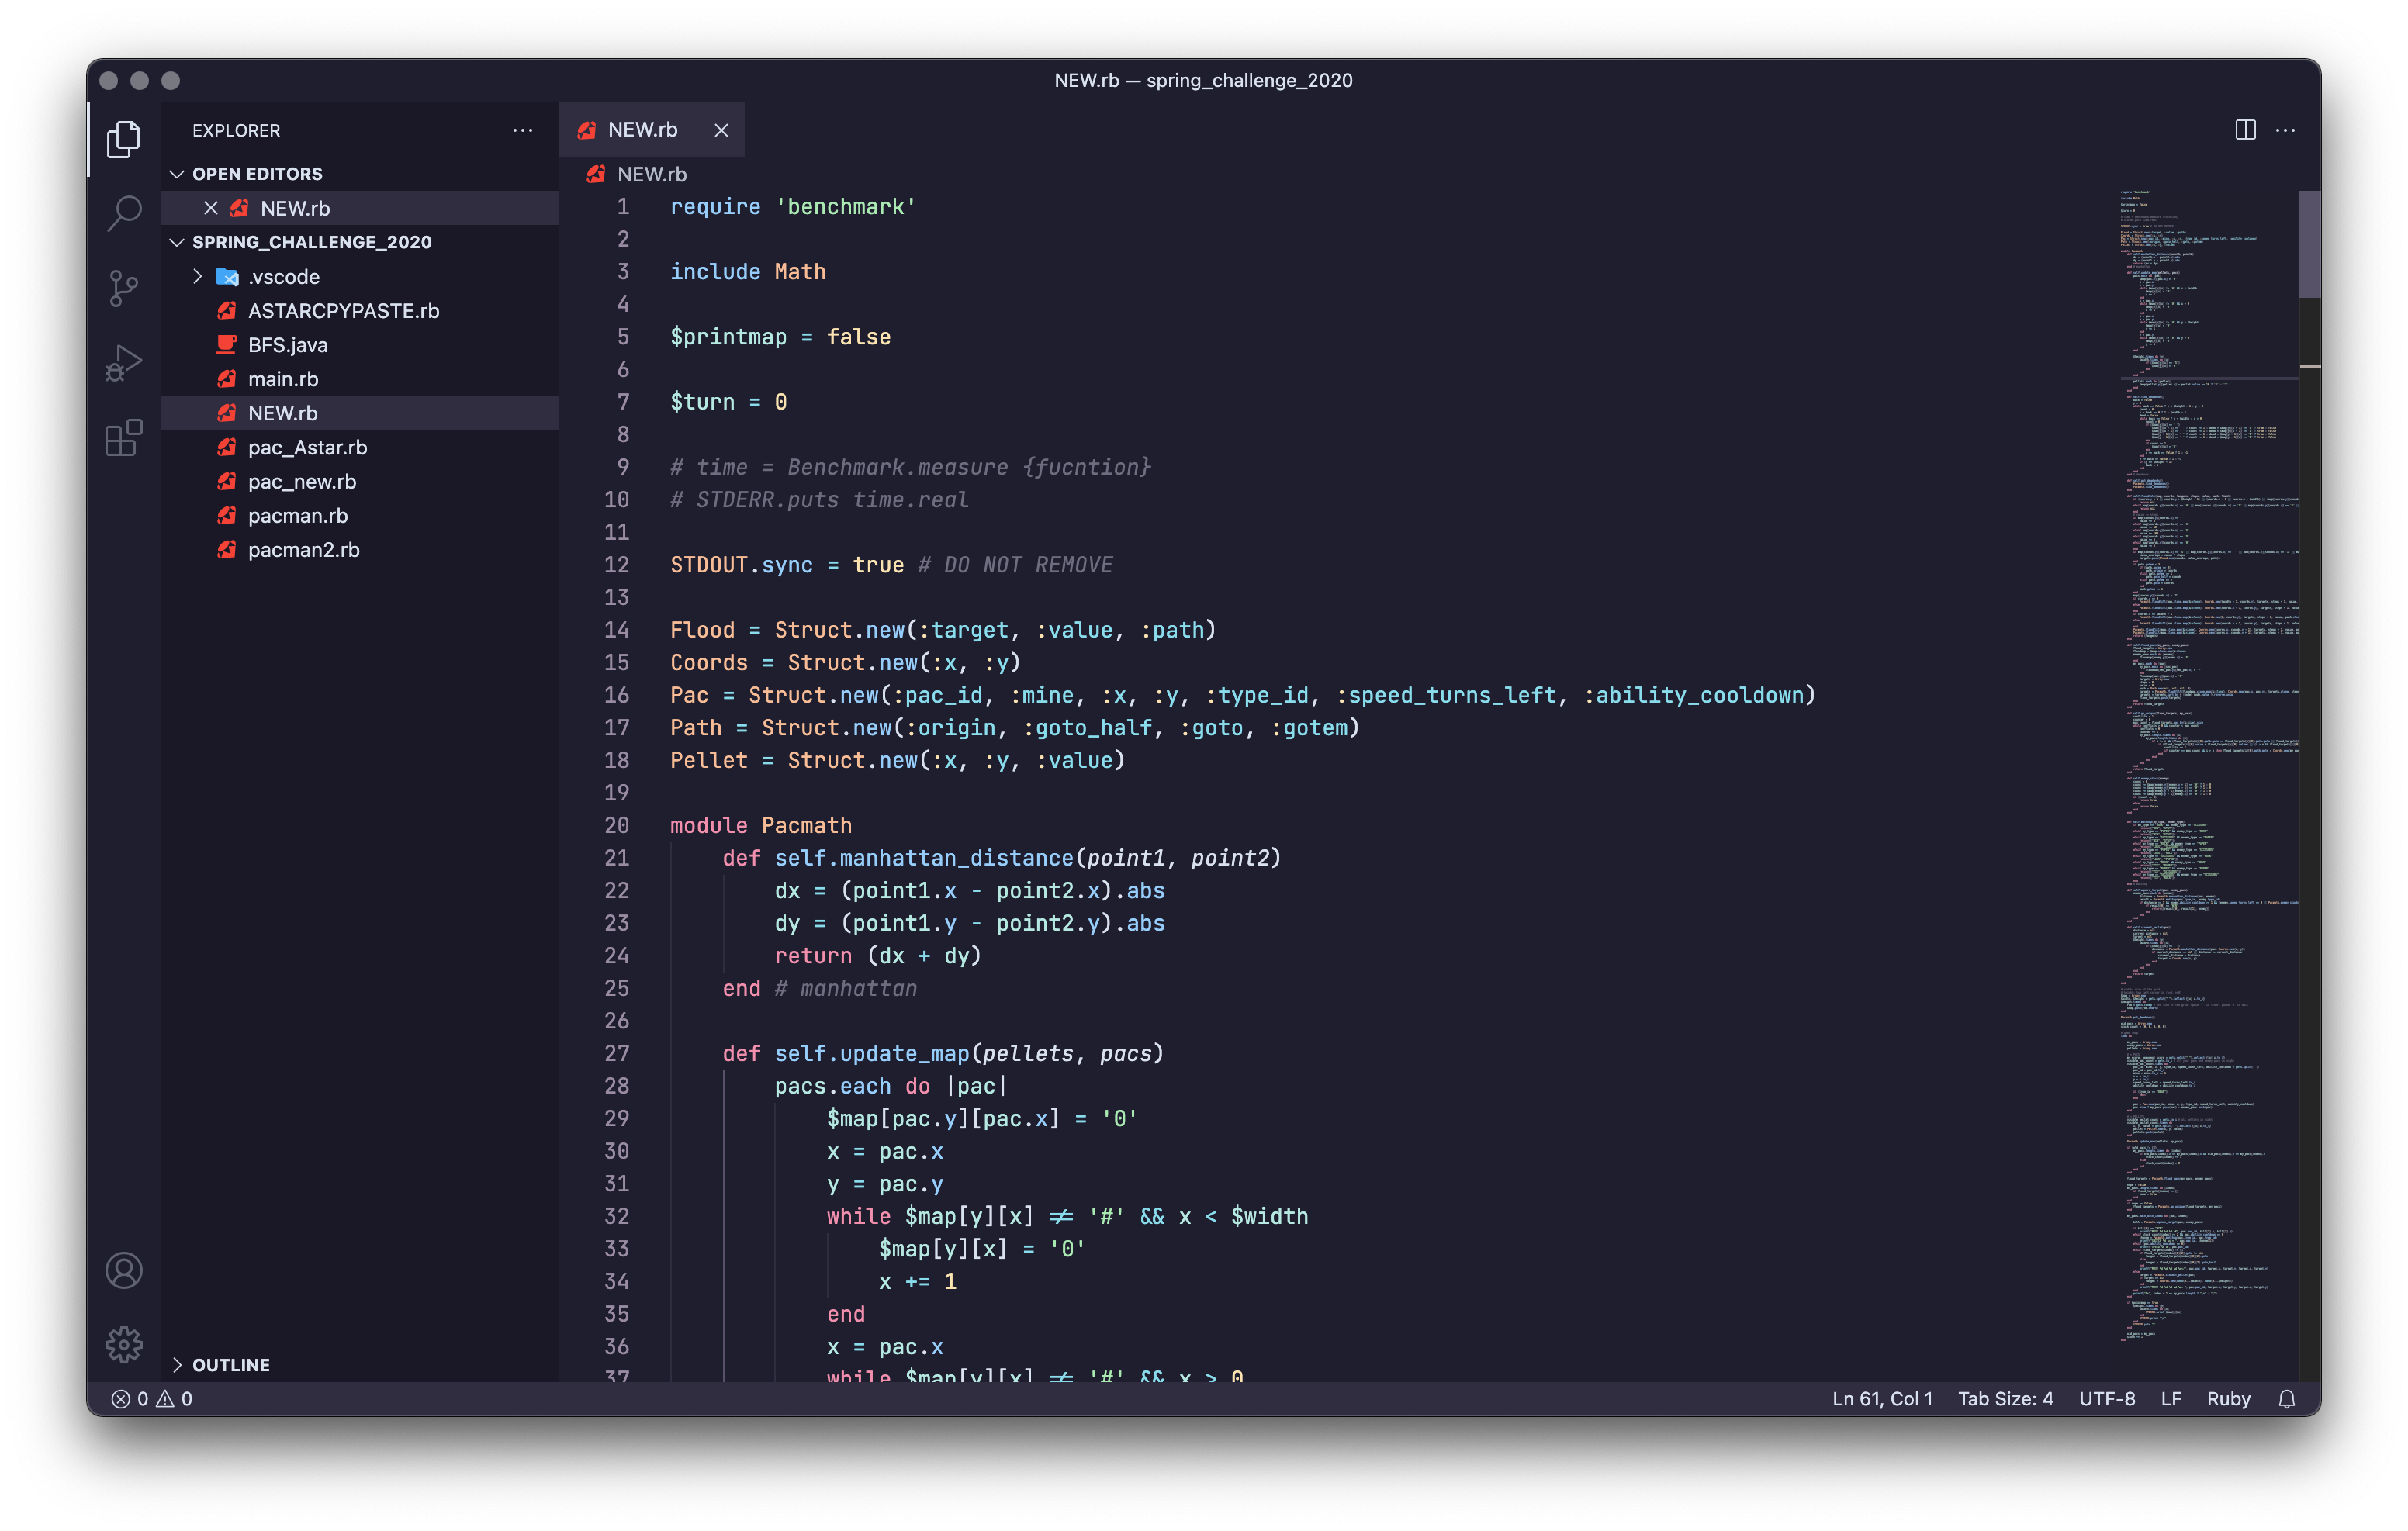 NEW.rb — spring_challenge_2020
EXPLORER
OPEN EDITORS
NEW.rb
SPRING_CHALLENGE_2020
.vscode
ASTARCPYPASTE.rb
BFS.java
main.rb
NEW.rb
pac_Astar.rb
pac_new.rb
pacman.rb
pacman2.rb
OUTLINE
NEW.rb
NEW.rb
1 require 'benchmark'
2
3 include Math
4
5 $printmap = false
6
7 $turn = 0
8
9 # time = Benchmark.measure {fucntion}
10 # STDERR.puts time.real
11
12 STDOUT.sync = true # DO NOT REMOVE
13
14 Flood = Struct.new(:target, :value, :path)
15 Coords = Struct.new(:x, :y)
16 Pac = Struct.new(:pac_id, :mine, :x, :y, :type_id, :speed_turns_left, :ability_cooldown)
17 Path = Struct.new(:origin, :goto_half, :goto, :gotem)
18 Pellet = Struct.new(:x, :y, :value)
19
20 module Pacmath
21 def self.manhattan_distance(point1, point2)
22 dx = (point1.x - point2.x).abs
23 dy = (point1.y - point2.y).abs
24 return (dx + dy)
25 end # manhattan
26
27 def self.update_map(pellets, pacs)
28 pacs.each do |pac|
29 $map[pac.y][pac.x] = '0'
30 x = pac.x
31 y = pac.y
32 while $map[y][x] != '#' && x < $width
33 $map[y][x] = '0'
34 x += 1
35 end
36 x = pac.x
37 while $map[y][x] != '#' && x > 0
0 0
Ln 61, Col 1 Tab Size: 4 UTF-8 LF Ruby